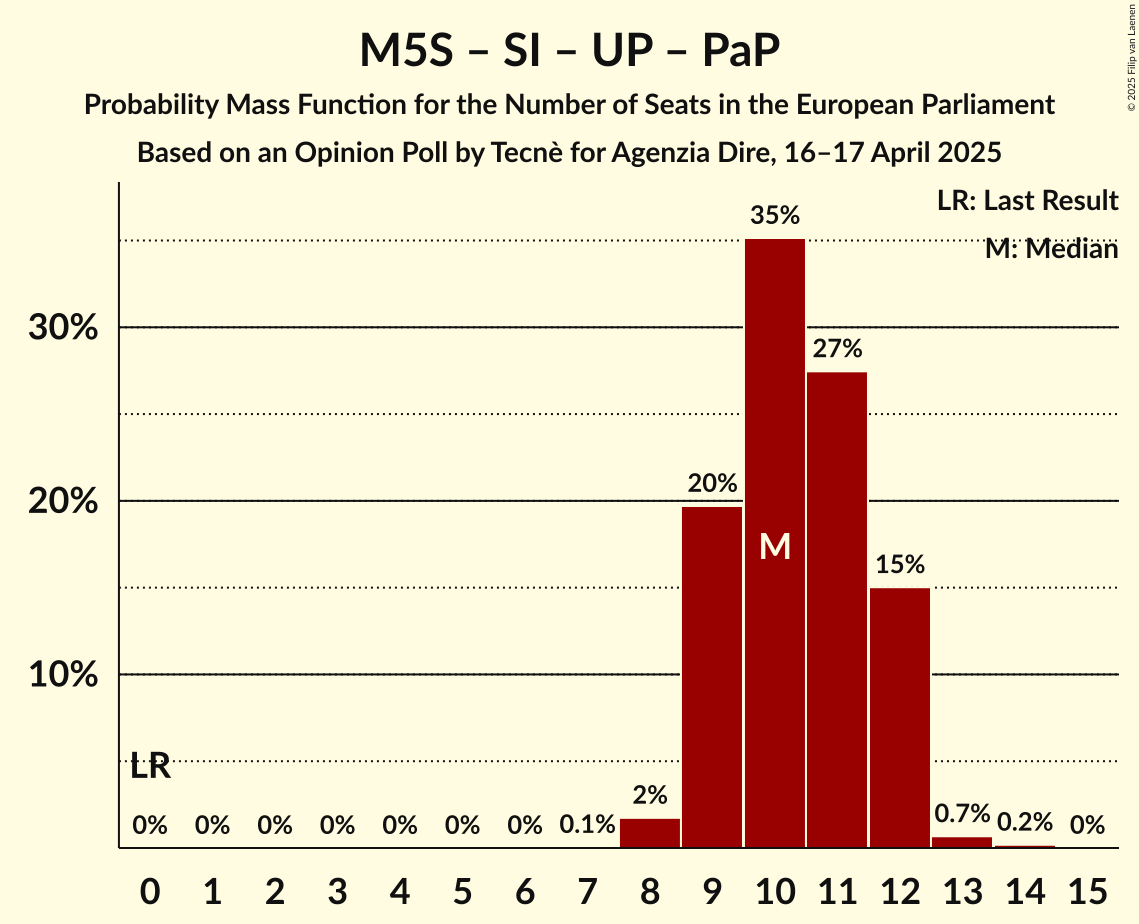 M5S – SI – UP – PaP
Probability Mass Function for the Number of Seats in the European Parliament
Based on an Opinion Poll by Tecnè for Agenzia Dire, 16–17 April 2025
© 2025 Filip van Laenen
LR: Last Result
M: Median
30%
20%
10%
35%
27%
20%
M
15%
LR
0% 0% 0% 0% 0% 0% 0% 0.1% 2% 0.7% 0.2% 0%
0 1 2 3 4 5 6 7 8 9 10 11 12 13 14 15